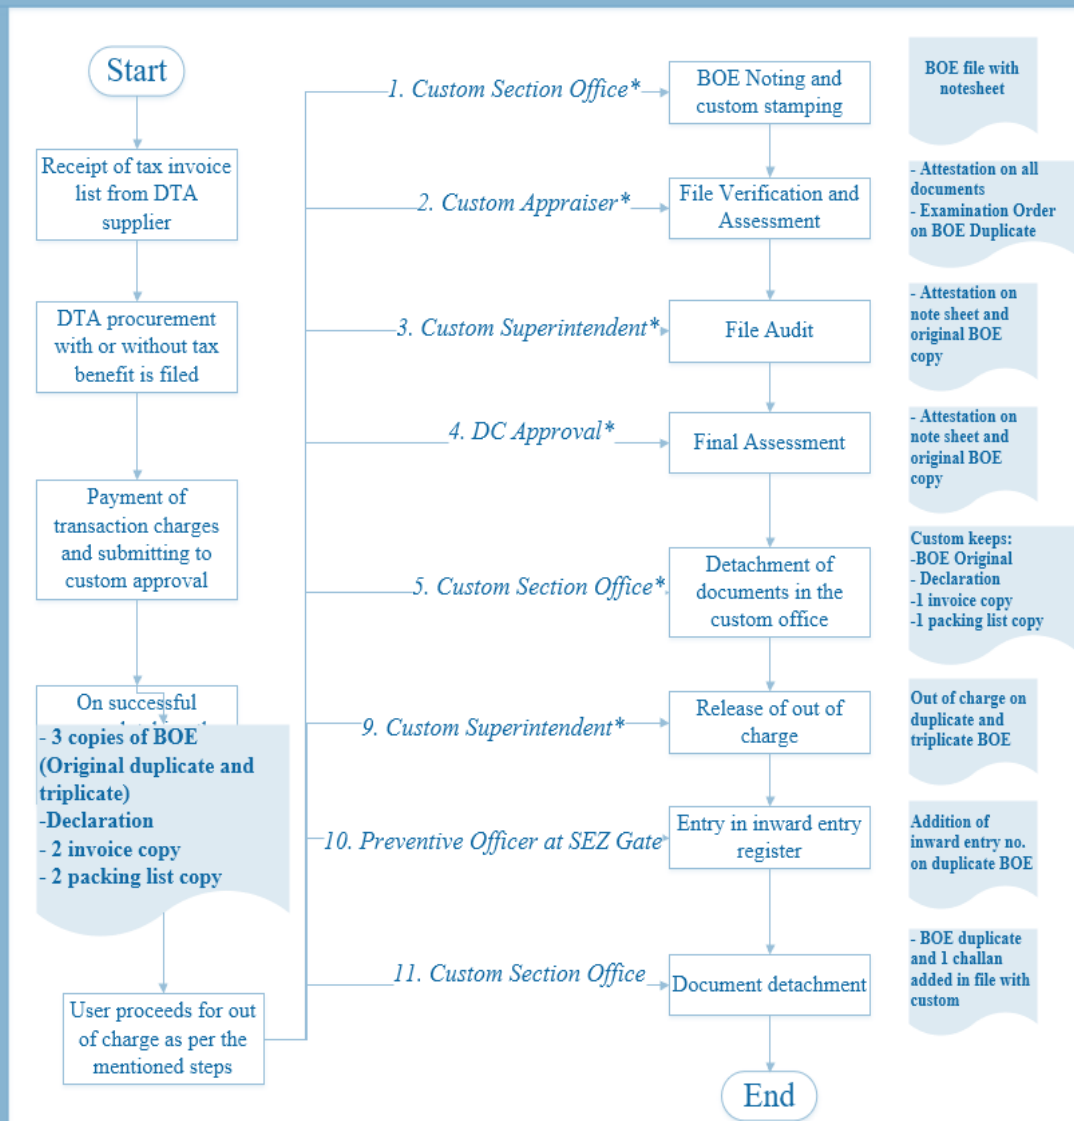 Start
Receipt of tax invoice
list from DTA
supplier
DTA procurement
with or without tax
benefit is filed
Payment of
transaction charges
and submitting to
custom approval
On successful
- 3 copies of BOE
(Original duplicate and
triplicate)
-Declaration
- 2 invoice copy
- 2 packing list copy
User proceeds for out
of charge as per the
mentioned steps
1. Custom Section Office*
BOE Noting and
custom stamping
BOE file with
notesheet
2. Custom Appraiser*
File Verification and
Assessment
- Attestation on all
documents
- Examination Order
on BOE Duplicate
3. Custom Superintendent*
File Audit
- Attestation on
note sheet and
original BOE
copy
4. DC Approval*
Final Assessment
- Attestation on
note sheet and
original BOE
copy
5. Custom Section Office*
Detachment of
documents in the
custom office
Custom keeps:
-BOE Original
- Declaration
-1 invoice copy
-1 packing list copy
9. Custom Superintendent*
Release of out of
charge
Out of charge on
duplicate and
triplicate BOE
10. Preventive Officer at SEZ Gate
Entry in inward entry
register
Addition of
inward entry no.
on duplicate BOE
11. Custom Section Office
Document detachment
- BOE duplicate
and 1 challan
added in file with
custom
End